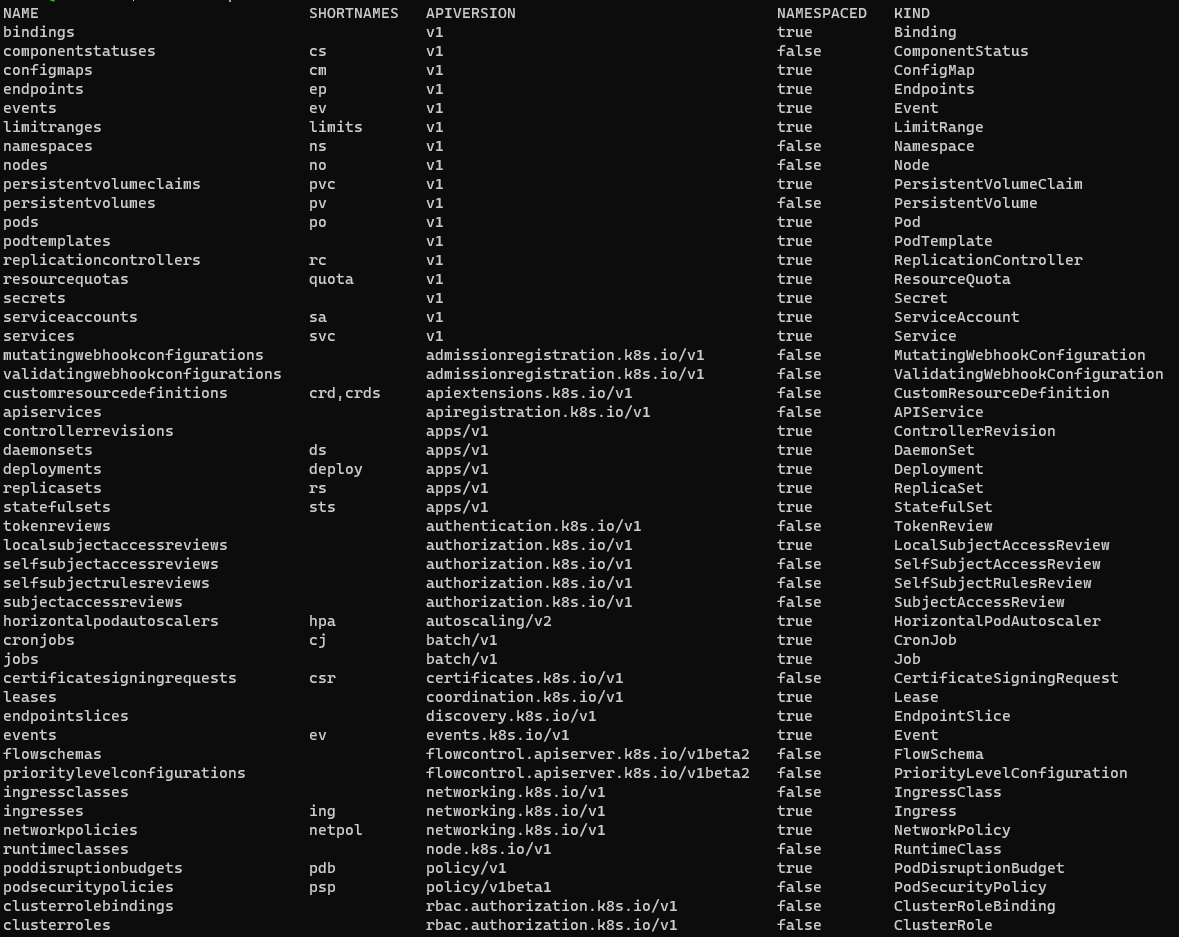 NAME SHORTNAMES APIVERSION NAMESPACED KIND
bindings v1 true Binding
componentstatuses cs v1 false ComponentStatus
configmaps cm v1 true ConfigMap
endpoints ep v1 true Endpoints
events ev v1 true Event
limitranges limits v1 true LimitRange
namespaces ns v1 false Namespace
nodes no v1 false Node
persistentvolumeclaims pvc v1 true PersistentVolumeClaim
persistentvolumes pv v1 false PersistentVolume
pods po v1 true Pod
podtemplates v1 true PodTemplate
replicationcontrollers rc v1 true ReplicationController
resourcequotas quota v1 true ResourceQuota
secrets v1 true Secret
serviceaccounts sa v1 true ServiceAccount
services svc v1 true Service
mutatingwebhookconfigurations admissionregistration.k8s.io/v1 false MutatingWebhookConfiguration
validatingwebhookconfigurations admissionregistration.k8s.io/v1 false ValidatingWebhookConfiguration
customresourcedefinitions crd,crds apiextensions.k8s.io/v1 false CustomResourceDefinition
apiservices apiregistration.k8s.io/v1 false APIService
controllerrevisions apps/v1 true ControllerRevision
daemonsets ds apps/v1 true DaemonSet
deployments deploy apps/v1 true Deployment
replicasets rs apps/v1 true ReplicaSet
statefulsets sts apps/v1 true StatefulSet
tokenreviews authentication.k8s.io/v1 false TokenReview
localsubjectaccessreviews authorization.k8s.io/v1 true LocalSubjectAccessReview
selfsubjectaccessreviews authorization.k8s.io/v1 false SelfSubjectAccessReview
selfsubjectrulesreviews authorization.k8s.io/v1 false SelfSubjectRulesReview
subjectaccessreviews authorization.k8s.io/v1 false SubjectAccessReview
horizontalpodautoscalers hpa autoscaling/v2 true HorizontalPodAutoscaler
cronjobs cj batch/v1 true CronJob
jobs batch/v1 true Job
certificatesigningrequests csr certificates.k8s.io/v1 false CertificateSigningRequest
leases coordination.k8s.io/v1 true Lease
endpointslices discovery.k8s.io/v1 true EndpointSlice
events ev events.k8s.io/v1 true Event
flowschemas flowcontrol.apiserver.k8s.io/v1beta2 false FlowSchema
prioritylevelconfigurations flowcontrol.apiserver.k8s.io/v1beta2 false PriorityLevelConfiguration
ingressclasses networking.k8s.io/v1 false IngressClass
ingresses ing networking.k8s.io/v1 true Ingress
networkpolicies netpol networking.k8s.io/v1 true NetworkPolicy
runtimeclasses node.k8s.io/v1 false RuntimeClass
poddisruptionbudgets pdb policy/v1 true PodDisruptionBudget
podsecuritypolicies psp policy/v1beta1 false PodSecurityPolicy
clusterrolebindings rbac.authorization.k8s.io/v1 false ClusterRoleBinding
clusterroles rbac.authorization.k8s.io/v1 false ClusterRole